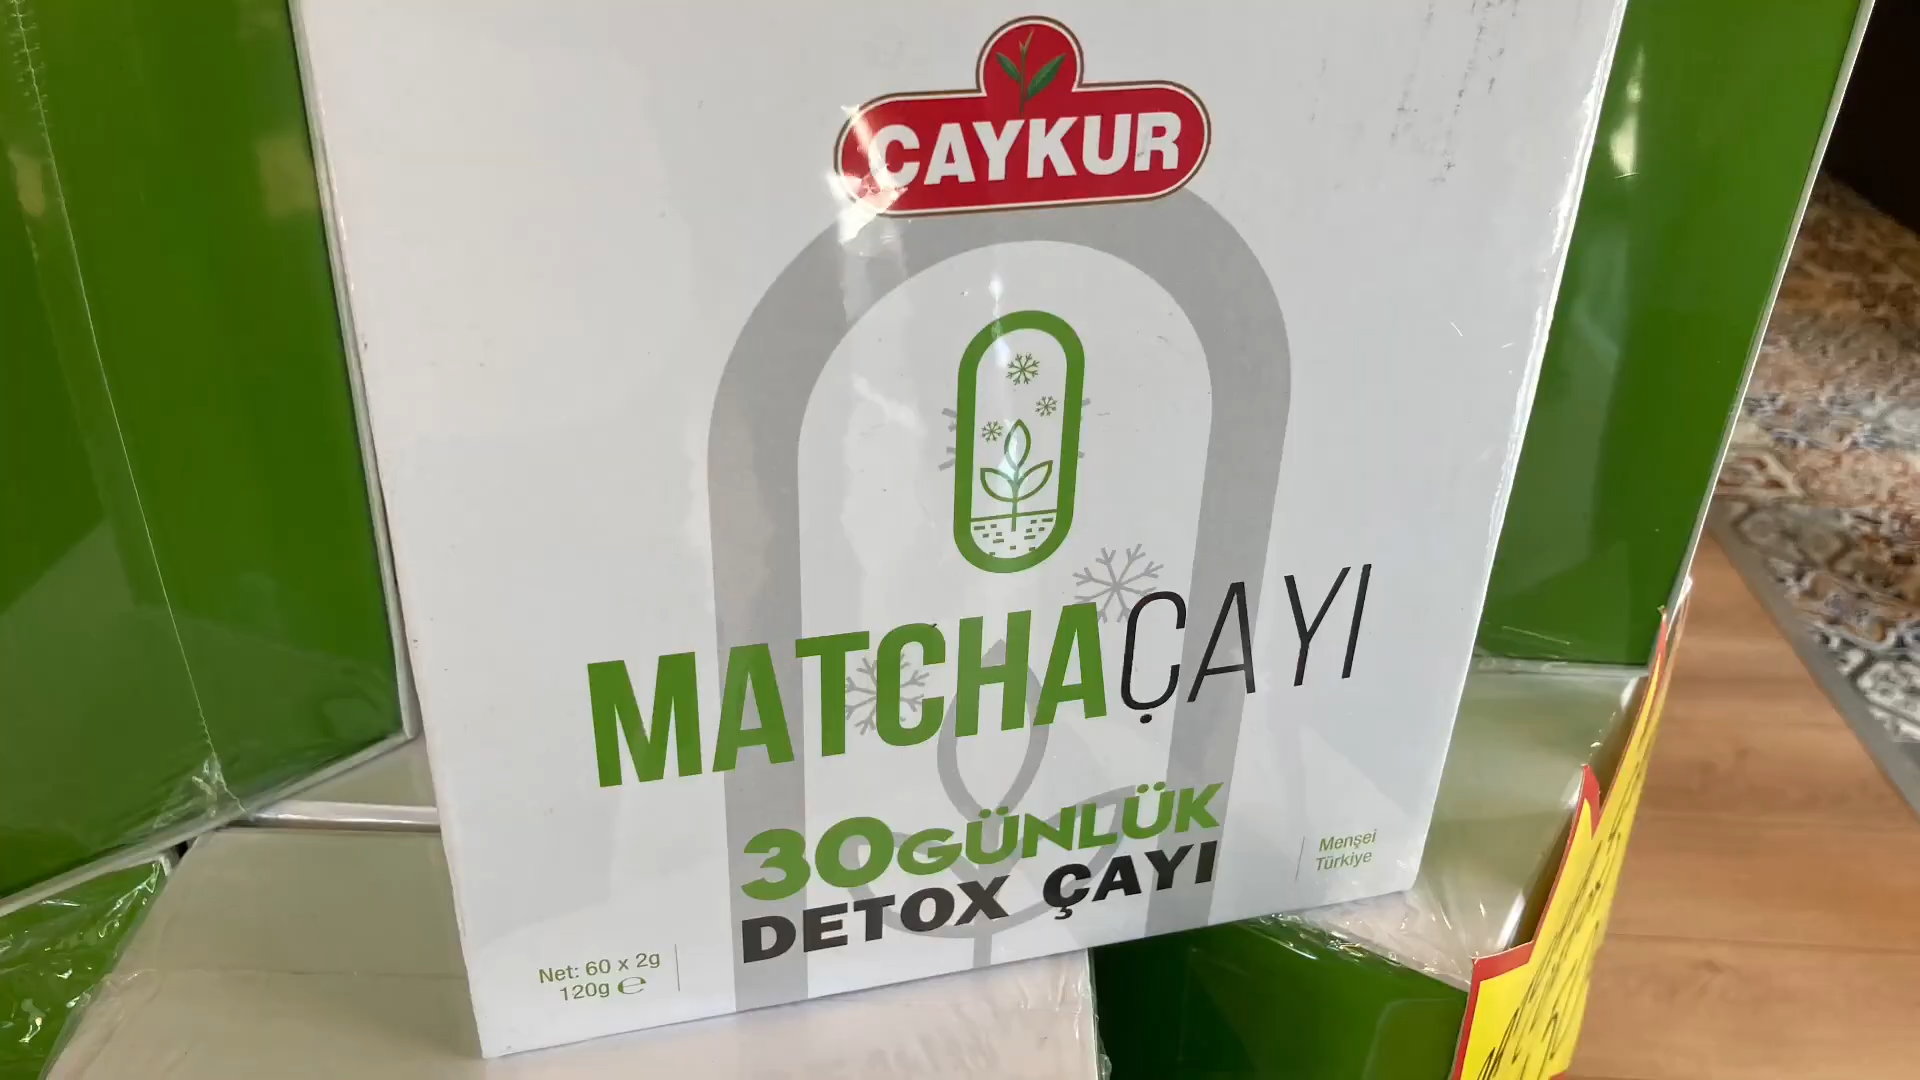 ÇAYKUR
MATCHAÇAYI
30GÜNLÜK
DETOX ÇAYI
Menşei
Türkiye
Net: 60 x 2g
120g ℮